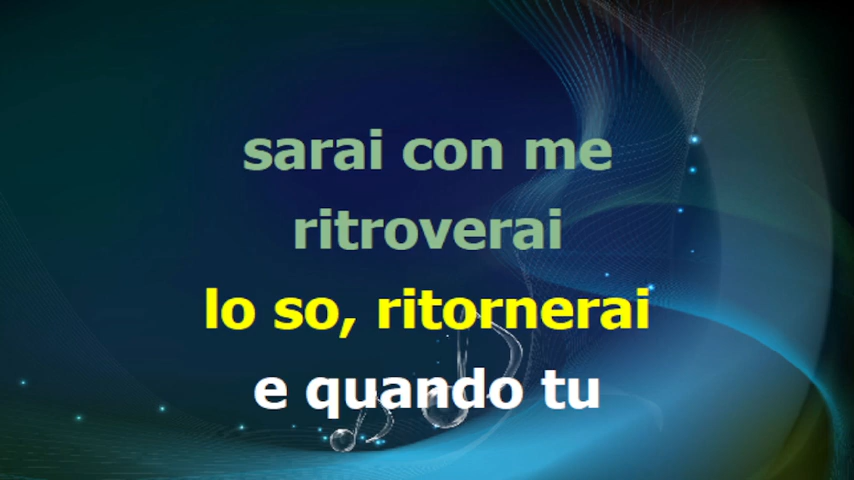 sarai con me
ritroverai
lo so, ritornerai
e quando tu